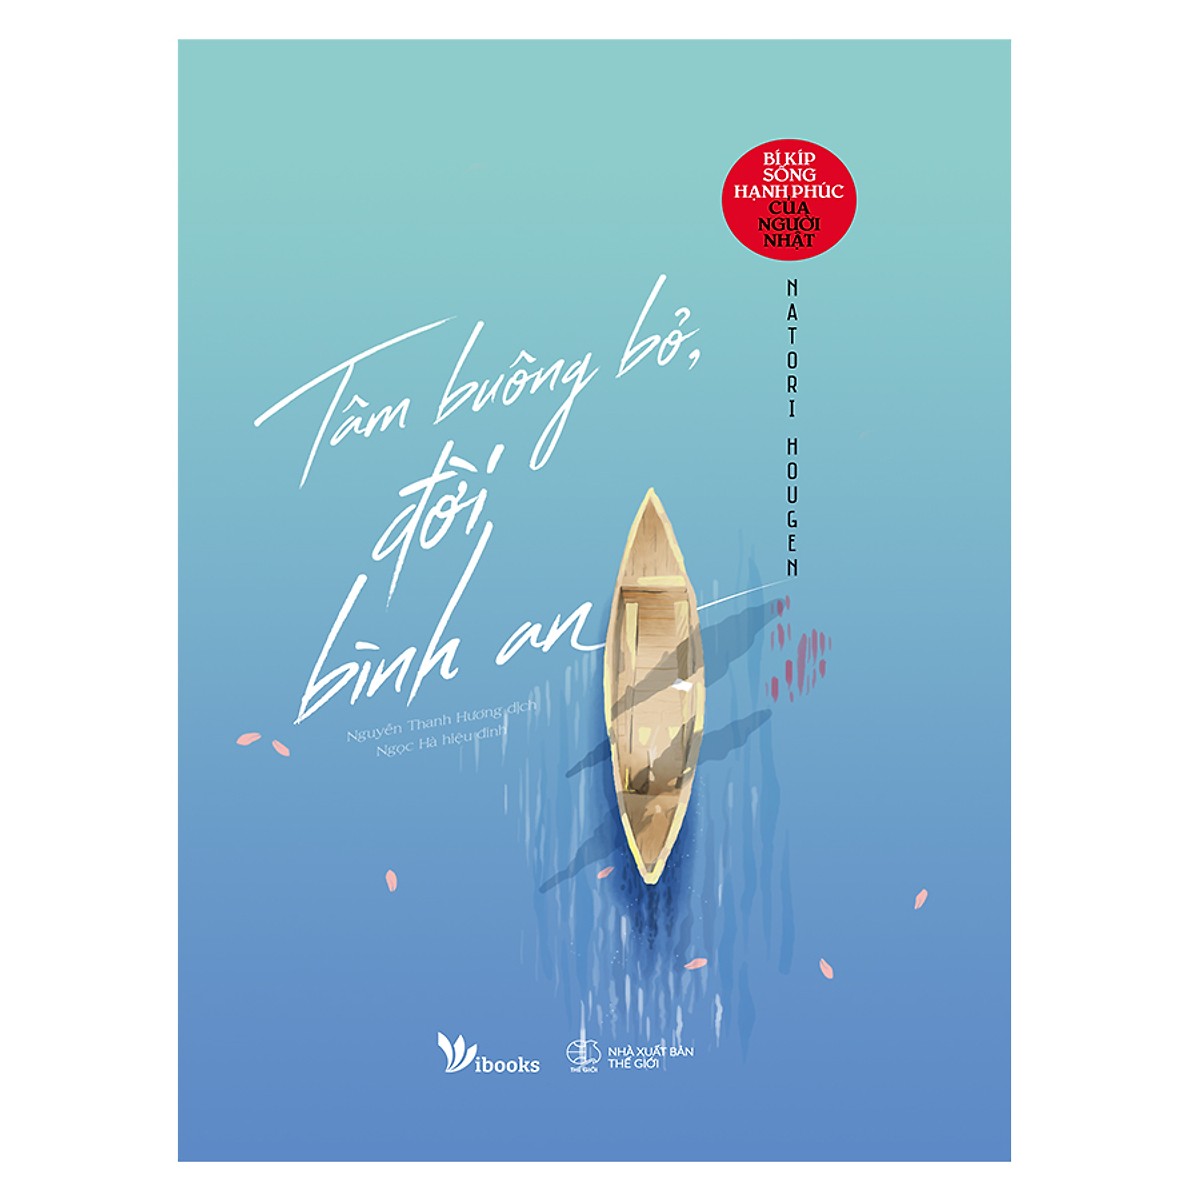 BÍ KÍP
SỐNG
HẠNH PHÚC
CỦA
NGƯỜI
NHẬT
NATORI HOUGEN
Tâm buông bỏ,
đời
bình an
Nguyễn Thanh Hương dịch
Ngọc Hà hiệu đính
ibooks
THẾ GIỚI
NHÀ XUẤT BẢN
THẾ GIỚI